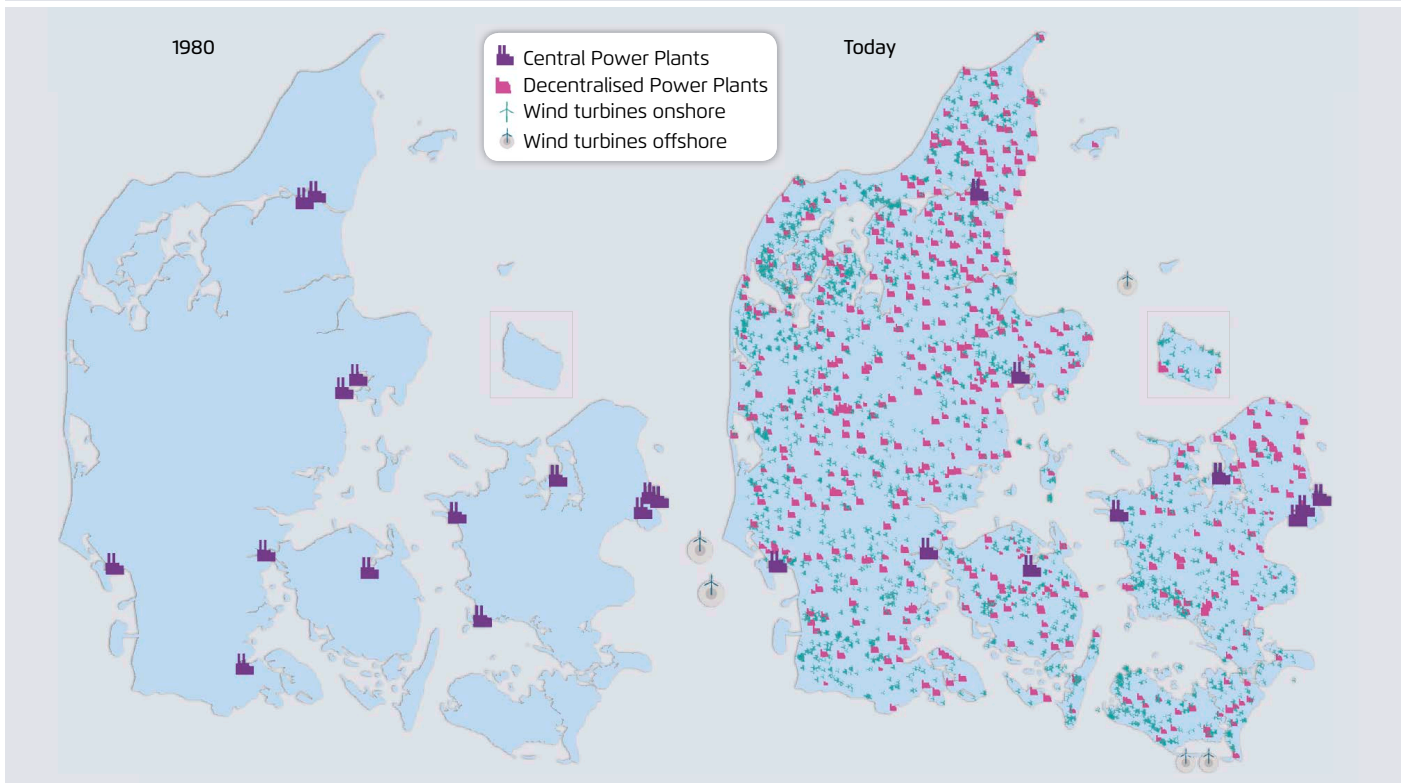 1980
Central Power Plants
Decentralised Power Plants
Wind turbines onshore
Wind turbines offshore
Today